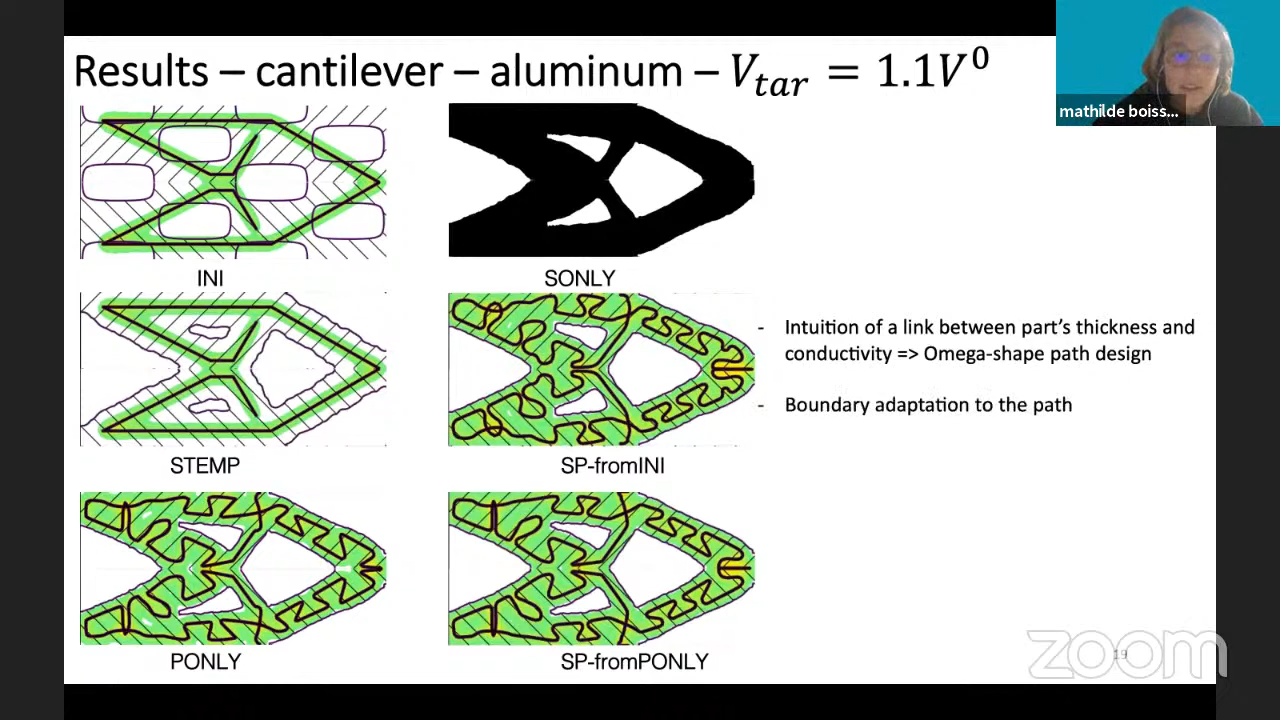 Results – cantilever – aluminum – V_tar = 1.1V^0
mathilde boiss...
INI
SONLY
STEMP
SP-fromINI
- Intuition of a link between part's thickness and
conductivity => Omega-shape path design
- Boundary adaptation to the path
PONLY
SP-fromPONLY
zoom
19